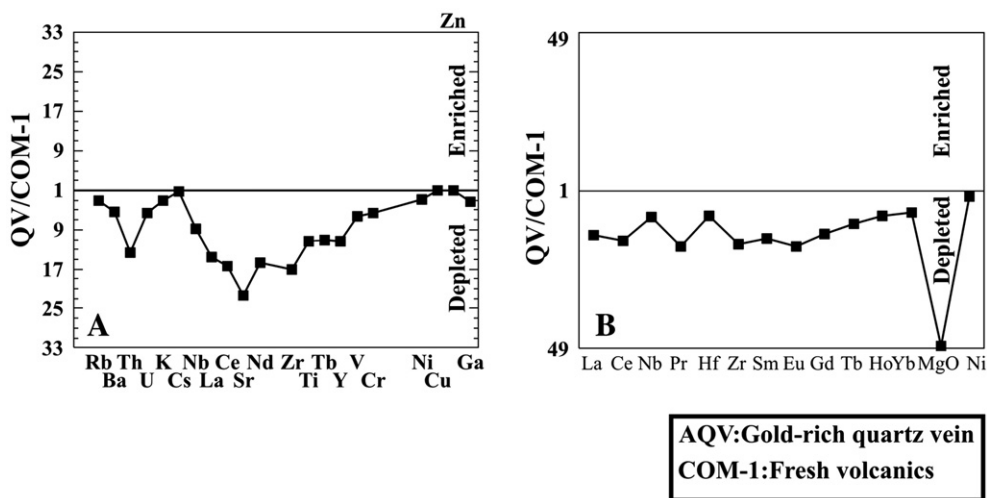 Zn
33
25
17
9
1
9
17
25
33
QV/COM-1
Enriched
Depleted
A
Rb Th K Nb Ce Nd Zr Tb V Ni Ga
Ba U Cs La Sr Ti Y Cr Cu
49
1
49
QV/COM-1
Enriched
Depleted
B
La Ce Nb Pr Hf Zr Sm Eu Gd Tb Ho Yb MgO Ni
AQV:Gold-rich quartz vein
COM-1:Fresh volcanics